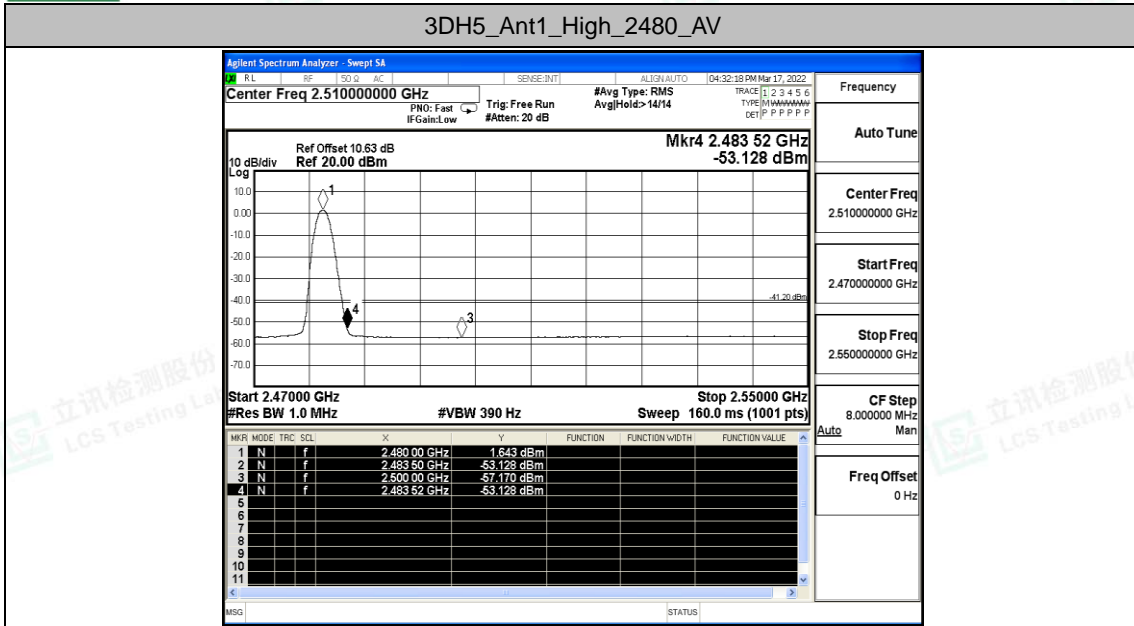 3DH5_Ant1_High_2480_AV
Agilent Spectrum Analyzer - Swept SA
LXI RL RF 50 Ω AC SENSE:INT ALIGN AUTO 04:32:18 PM Mar 17, 2022
Center Freq 2.510000000 GHz
PNO: Fast
IFGain:Low
Trig: Free Run
#Atten: 20 dB
#Avg Type: RMS
Avg|Hold:>14/14
TRACE 1 2 3 4 5 6
TYPE M WWWWW
DET P P P P P P
Mkr4 2.483 52 GHz
-53.128 dBm
Ref Offset 10.63 dB
10 dB/div Ref 20.00 dBm
Log
10.0
0.00
-10.0
-20.0
-30.0
-40.0
-50.0
-60.0
-70.0
1
4
3
-41.20 dBm
Start 2.47000 GHz Stop 2.55000 GHz
#Res BW 1.0 MHz #VBW 390 Hz Sweep 160.0 ms (1001 pts)
MKR MODE TRC SCL X Y FUNCTION FUNCTION WIDTH FUNCTION VALUE
1 N f 2.480 00 GHz 1.643 dBm
2 N f 2.483 50 GHz -53.128 dBm
3 N f 2.500 00 GHz -57.170 dBm
4 N f 2.483 52 GHz -53.128 dBm
5
6
7
8
9
10
11
MSG STATUS
Frequency
Auto Tune
Center Freq
2.510000000 GHz
Start Freq
2.470000000 GHz
Stop Freq
2.550000000 GHz
CF Step
8.000000 MHz
Auto Man
Freq Offset
0 Hz
立讯检测股份
LCS Testing Lab
立讯检测股份
LCS Testing L